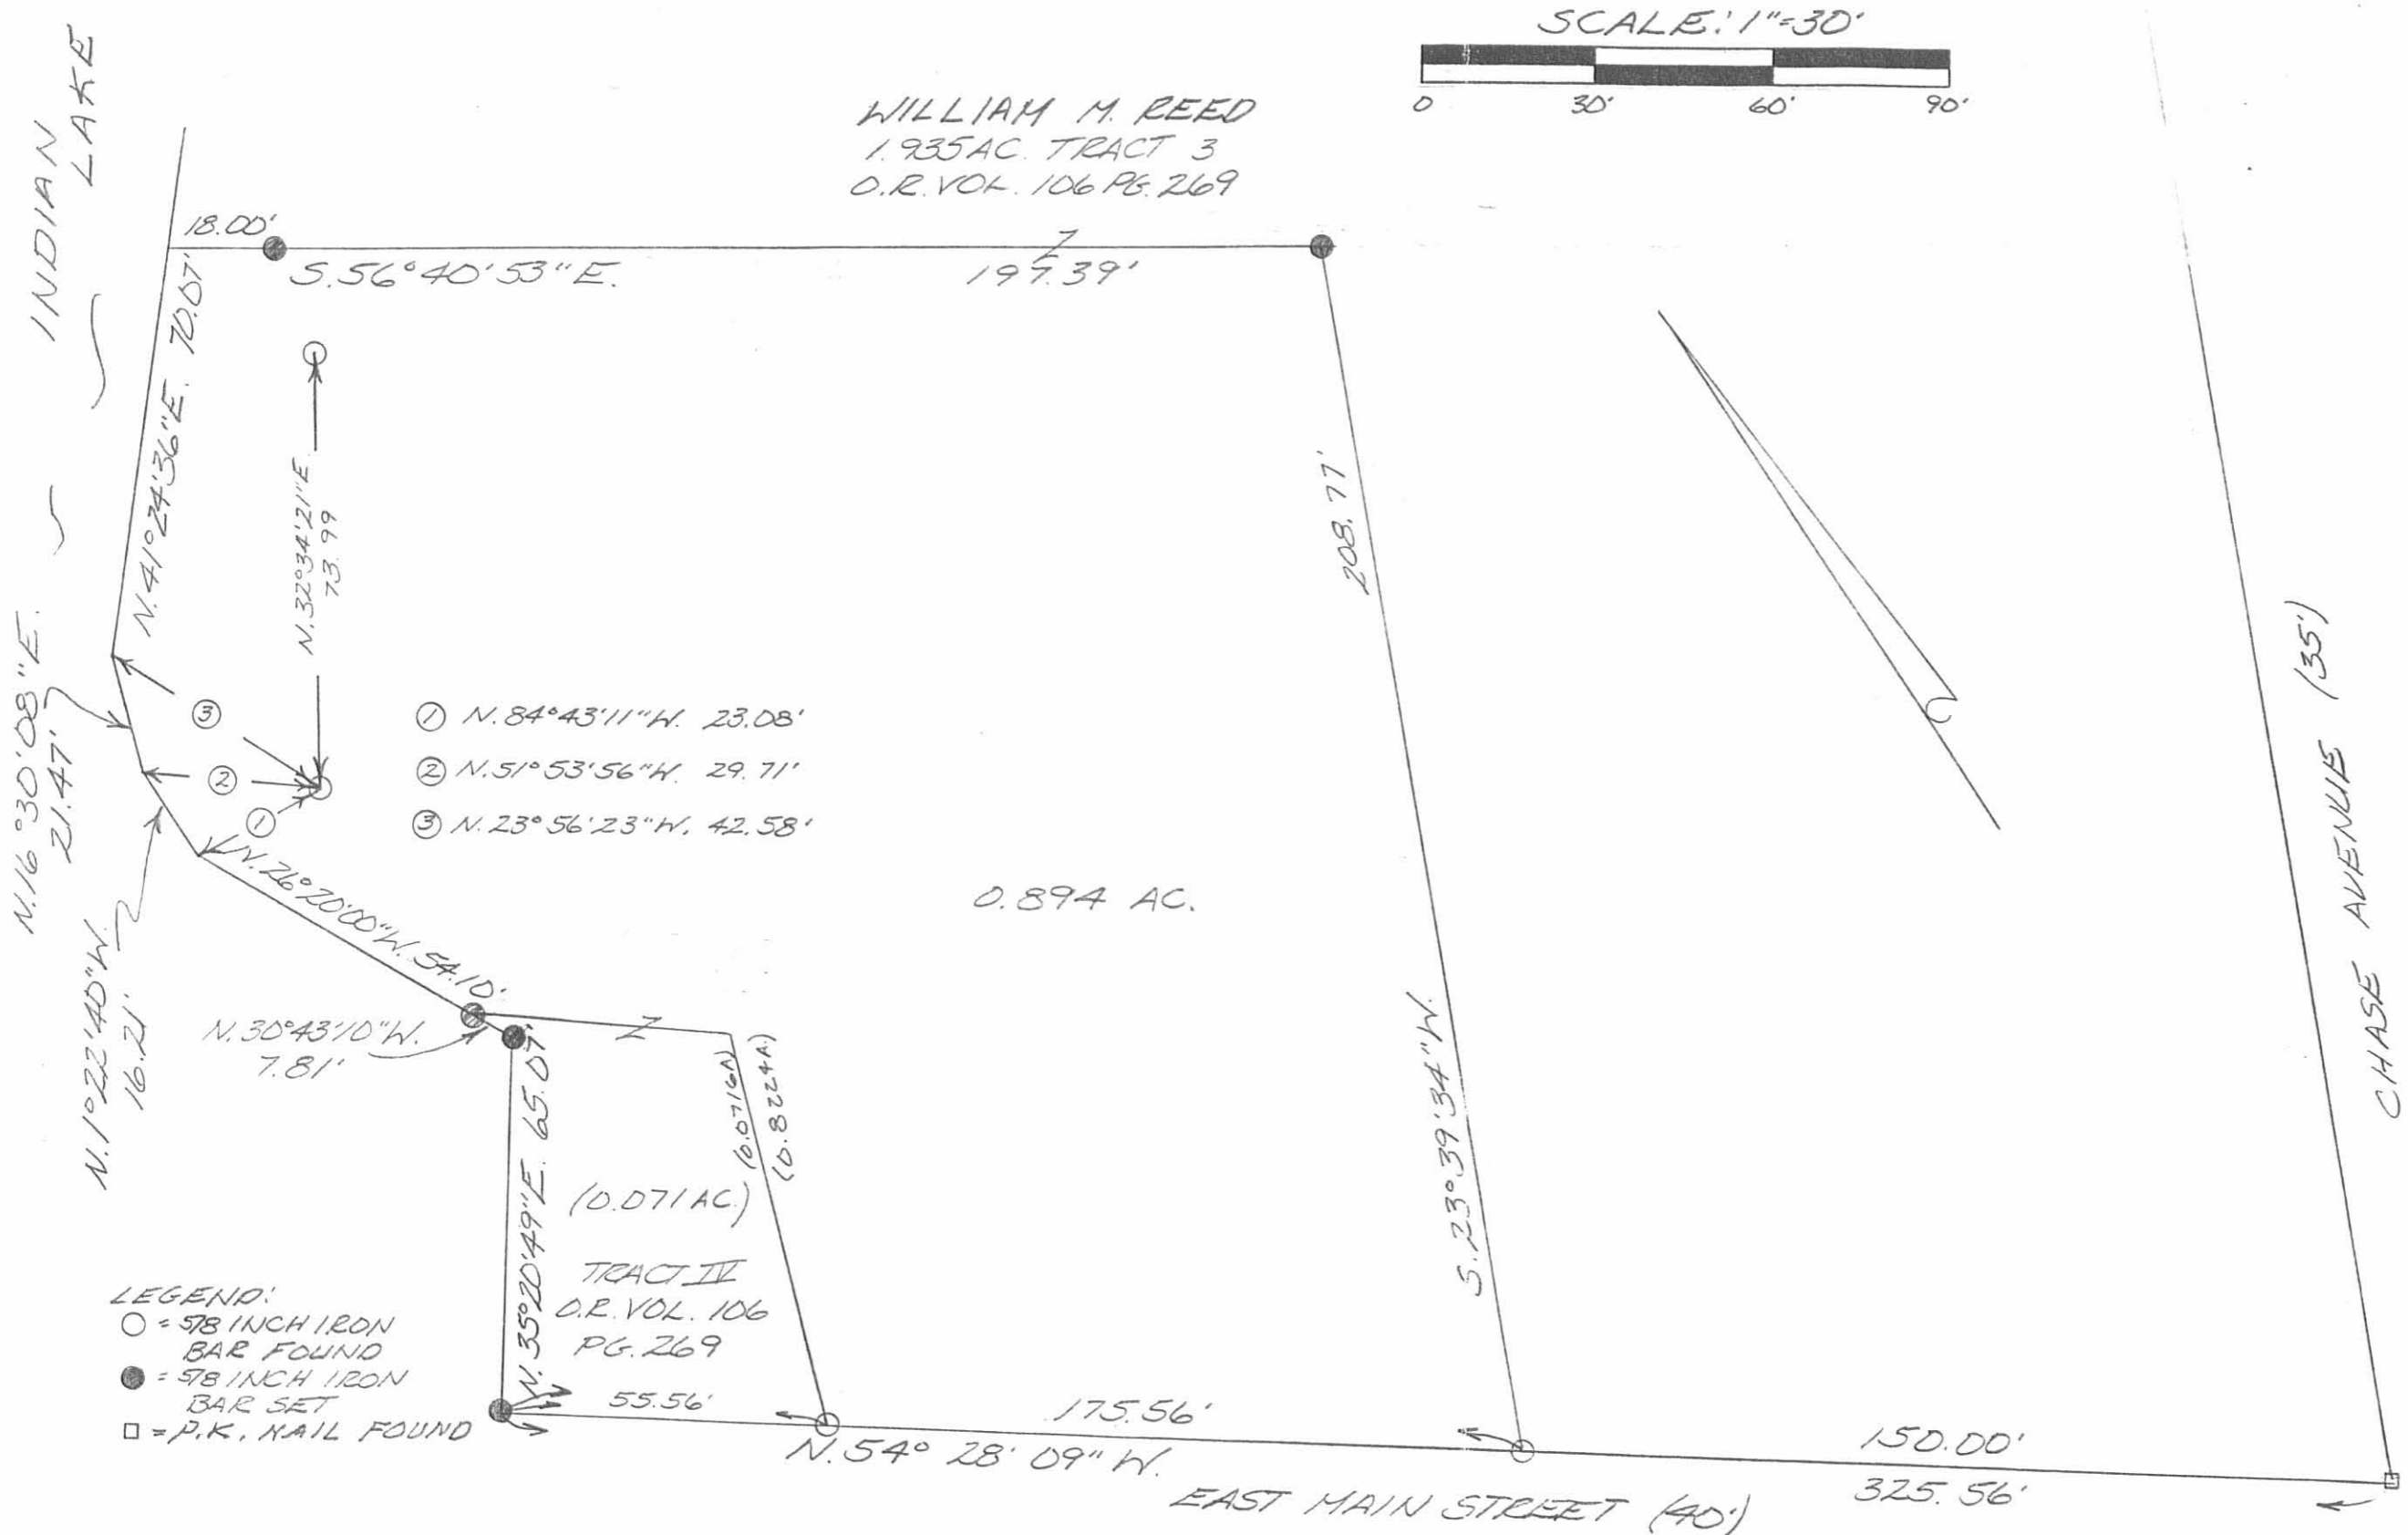 SCALE: 1"=30'
0 30' 60' 90'
INDIAN
LAKE
WILLIAM M. REED
1.935 AC. TRACT 3
O.R. VOL. 106 PG. 269
18.00'
S.56°40'53"E.
197.39'
N.41°24'36"E. 70.07'
N.32°34'21"E.
73.99
208.77'
S.23°39'34"W.
CHASE AVENUE (35')
N.16°30'08"E.
21.47'
③
②
①
① N.84°43'11"W. 23.08'
② N.51°53'56"W. 29.71'
③ N.23°56'23"W. 42.58'
N.1°22'40"W.
16.21'
N.26°20'00"W. 54.10'
0.894 AC.
N.30°43'10"W.
7.81'
N.35°20'49"E. 65.07'
(0.0716A)
(0.8224A)
(0.071 AC.)
TRACT IV
O.R. VOL. 106
PG. 269
LEGEND:
○ = 5/8 INCH IRON
BAR FOUND
● = 5/8 INCH IRON
BAR SET
□ = P.K. NAIL FOUND
55.56'
175.56'
150.00'
N.54° 28' 09" W.
325.56'
EAST MAIN STREET (40')